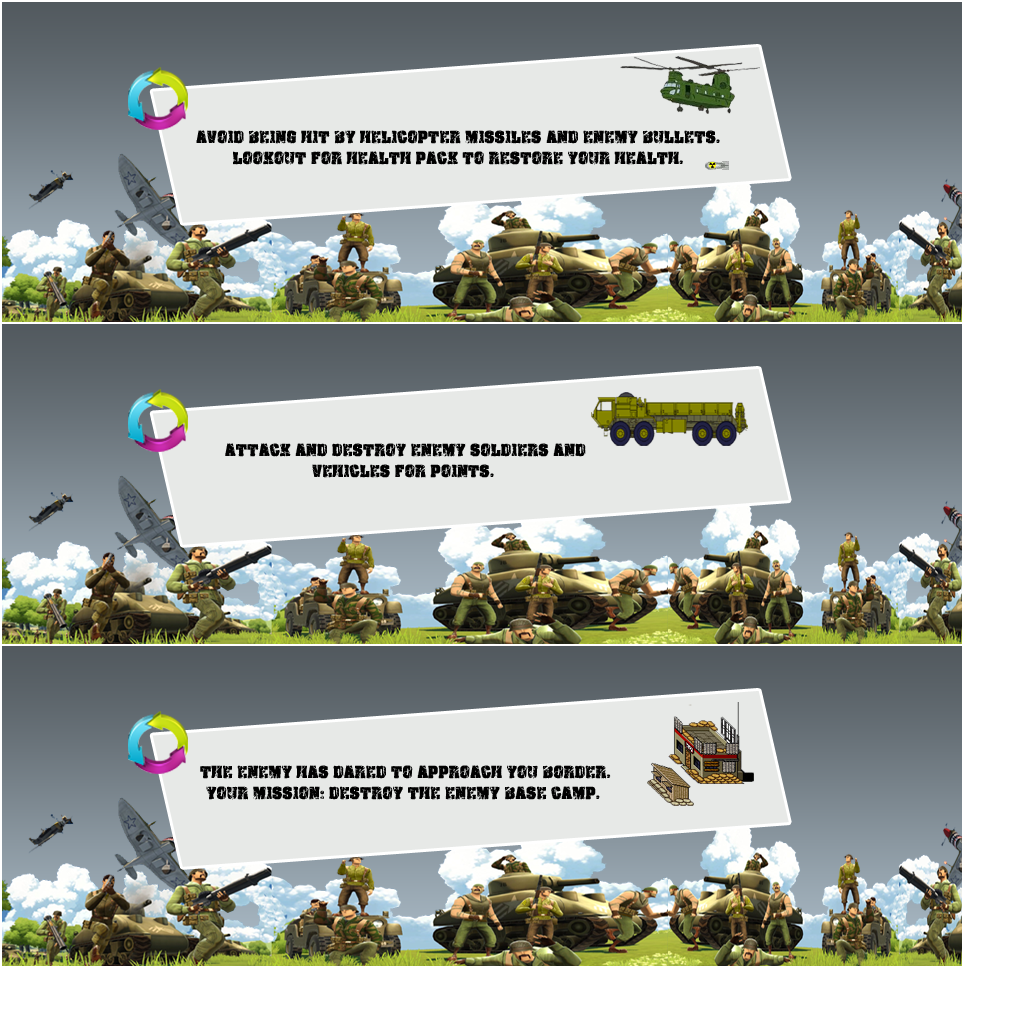 AVOID BEING HIT BY HELICOPTER MISSILES AND ENEMY BULLETS.
LOOKOUT FOR HEALTH PACK TO RESTORE YOUR HEALTH.
ATTACK AND DESTROY ENEMY SOLDIERS AND
VEHICLES FOR POINTS.
THE ENEMY HAS DARED TO APPROACH YOU BORDER.
YOUR MISSION: DESTROY THE ENEMY BASE CAMP.